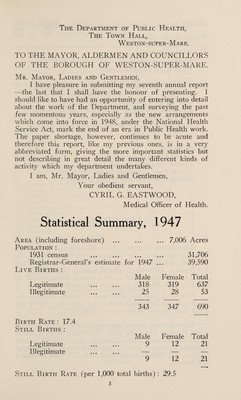 The Department of Public Health,
The Town Hall,
Weston-super-Mare.
TO THE MAYOR, ALDERMEN AND COUNCILLORS
OF THE BOROUGH OF WESTON-SUPER-MARE.
Mr. Mayor, Ladies and Gentlemen,
I have pleasure in submitting my seventh annual report
—the last that I shall have the honour of presenting. I
should like to have had an opportunity of entering into detail
about the work of the Department, and surveying the past
few momentous years, especially as the new arrangements
which come into force in 1948, under the National Health
Service Act, mark the end of an era in Public Health work.
The paper shortage, however, continues to be acute and
therefore this report, like my previous ones, is in a very
abbreviated form, giving the more important statistics but
not describing in great detail the many different kinds of
activity which my department undertakes.
I am, Mr. Mayor, Ladies and Gentlemen,
Your obedient servant,
CYRIL G. EASTWOOD,
Medical Officer of Health.
Statistical Summary, 1947
Area (including foreshore) ... ... ... 7,006 Acres
Population :
1931 census ... ... ... ... 31,706
Registrar-General's estimate for 1947 ... 39,590
Live Births :
Male Female Total
Legitimate ... ... 318 319 637
Illegitimate ... ... 25 28 53
343 347 690
Birth Rate : 17.4
Still Births :
Male Female Total
Legitimate ... ... 9 12 21
Illegitimate ... ... — — —
9 12 21
Still Birth Rate (per 1,000 total births) : 29.5
3